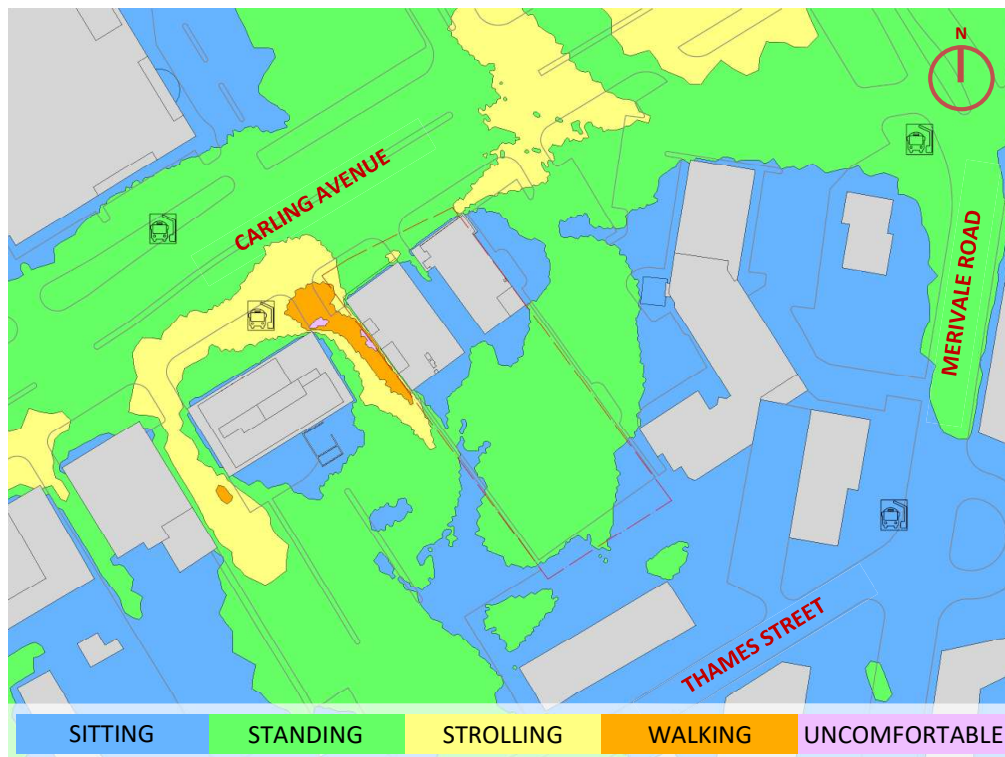 N
CARLING AVENUE
MERIVALE ROAD
THAMES STREET
SITTING STANDING STROLLING WALKING UNCOMFORTABLE